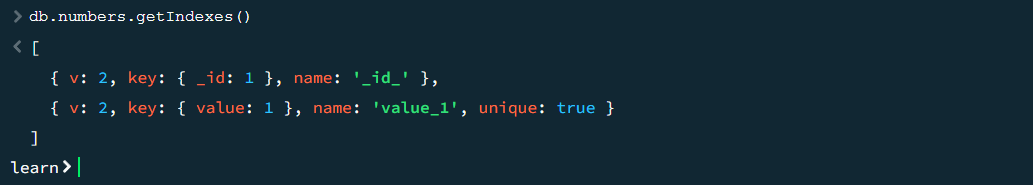 > db.numbers.getIndexes()
< [
{ v: 2, key: { _id: 1 }, name: '_id_' },
{ v: 2, key: { value: 1 }, name: 'value_1', unique: true }
]
learn>